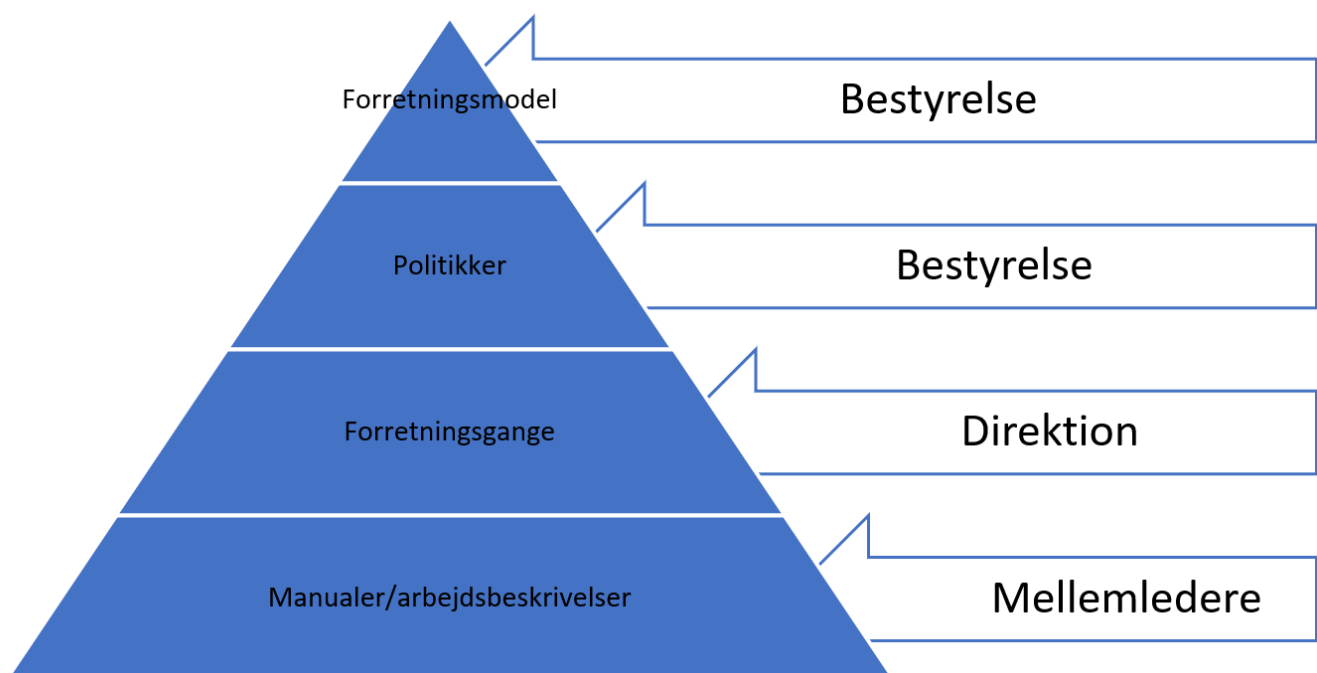 Forretningsmodel
Bestyrelse
Politikker
Bestyrelse
Forretningsgange
Direktion
Manualer/arbejdsbeskrivelser
Mellemledere